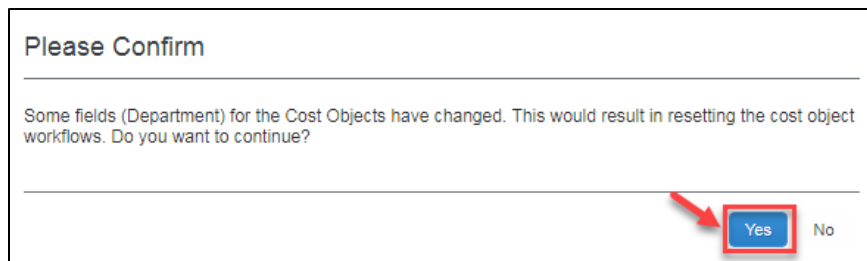 Please Confirm
Some fields (Department) for the Cost Objects have changed. This would result in resetting the cost object
workflows. Do you want to continue?
Yes No